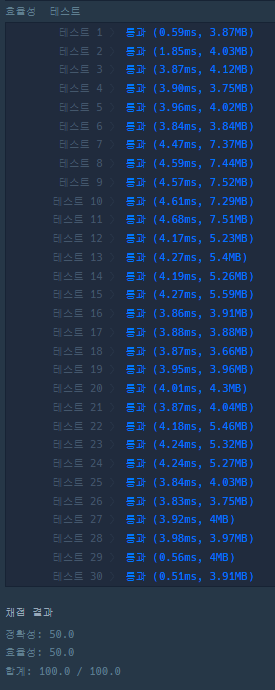 효율성 테스트
테스트 1 통과 (0.59ms, 3.87MB)
테스트 2 통과 (1.85ms, 4.03MB)
테스트 3 통과 (3.87ms, 4.12MB)
테스트 4 통과 (3.90ms, 3.75MB)
테스트 5 통과 (3.96ms, 4.02MB)
테스트 6 통과 (3.84ms, 3.84MB)
테스트 7 통과 (4.47ms, 7.37MB)
테스트 8 통과 (4.59ms, 7.44MB)
테스트 9 통과 (4.57ms, 7.52MB)
테스트 10 통과 (4.61ms, 7.29MB)
테스트 11 통과 (4.68ms, 7.51MB)
테스트 12 통과 (4.17ms, 5.23MB)
테스트 13 통과 (4.27ms, 5.4MB)
테스트 14 통과 (4.19ms, 5.26MB)
테스트 15 통과 (4.27ms, 5.59MB)
테스트 16 통과 (3.86ms, 3.91MB)
테스트 17 통과 (3.88ms, 3.88MB)
테스트 18 통과 (3.87ms, 3.66MB)
테스트 19 통과 (3.95ms, 3.96MB)
테스트 20 통과 (4.01ms, 4.3MB)
테스트 21 통과 (3.87ms, 4.04MB)
테스트 22 통과 (4.18ms, 5.46MB)
테스트 23 통과 (4.24ms, 5.32MB)
테스트 24 통과 (4.24ms, 5.27MB)
테스트 25 통과 (3.84ms, 4.03MB)
테스트 26 통과 (3.83ms, 3.75MB)
테스트 27 통과 (3.92ms, 4MB)
테스트 28 통과 (3.98ms, 3.97MB)
테스트 29 통과 (0.56ms, 4MB)
테스트 30 통과 (0.51ms, 3.91MB)
채점 결과
정확성: 50.0
효율성: 50.0
합계: 100.0 / 100.0